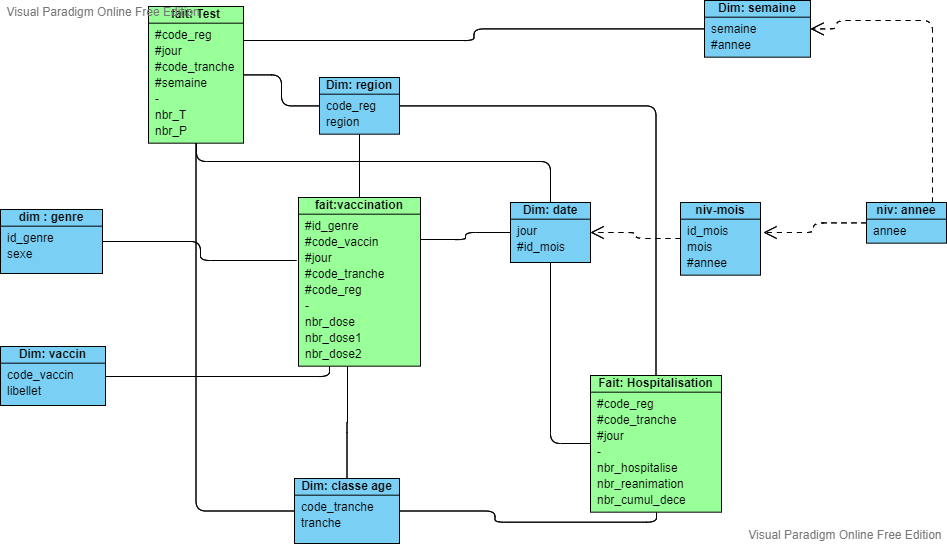 Visual Paradigm Online Free Edition
fait: Test
#code_reg
#jour
#code_tranche
#semaine
-
nbr_T
nbr_P
Dim: semaine
semaine
#annee
Dim: region
code_reg
region
dim : genre
id_genre
sexe
fait:vaccination
#id_genre
#code_vaccin
#jour
#code_tranche
#code_reg
-
nbr_dose
nbr_dose1
nbr_dose2
Dim: date
jour
#id_mois
niv-mois
id_mois
mois
#annee
niv: annee
annee
Dim: vaccin
code_vaccin
libellet
Fait: Hospitalisation
#code_reg
#code_tranche
#jour
-
nbr_hospitalise
nbr_reanimation
nbr_cumul_dece
Dim: classe age
code_tranche
tranche
Visual Paradigm Online Free Edition